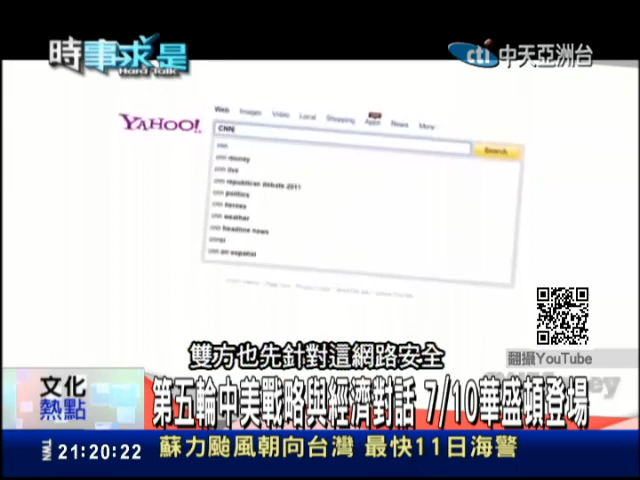 時事求是
Hard Talk
cti 中天亞洲台
YAHOO!
Web Images Video Local Shopping Apps News More
CNN
Search
cnn
cnn money
cnn live
cnn republican debate 2011
cnn politics
cnn heroes
cnn weather
cnn headline news
cnnsi
cnn en español
雙方也先針對這網路安全
翻攝YouTube
文化
熱點
第五輪中美戰略與經濟對話 7/10華盛頓登場
TWN 21:20:22 蘇力颱風朝向台灣 最快11日海警